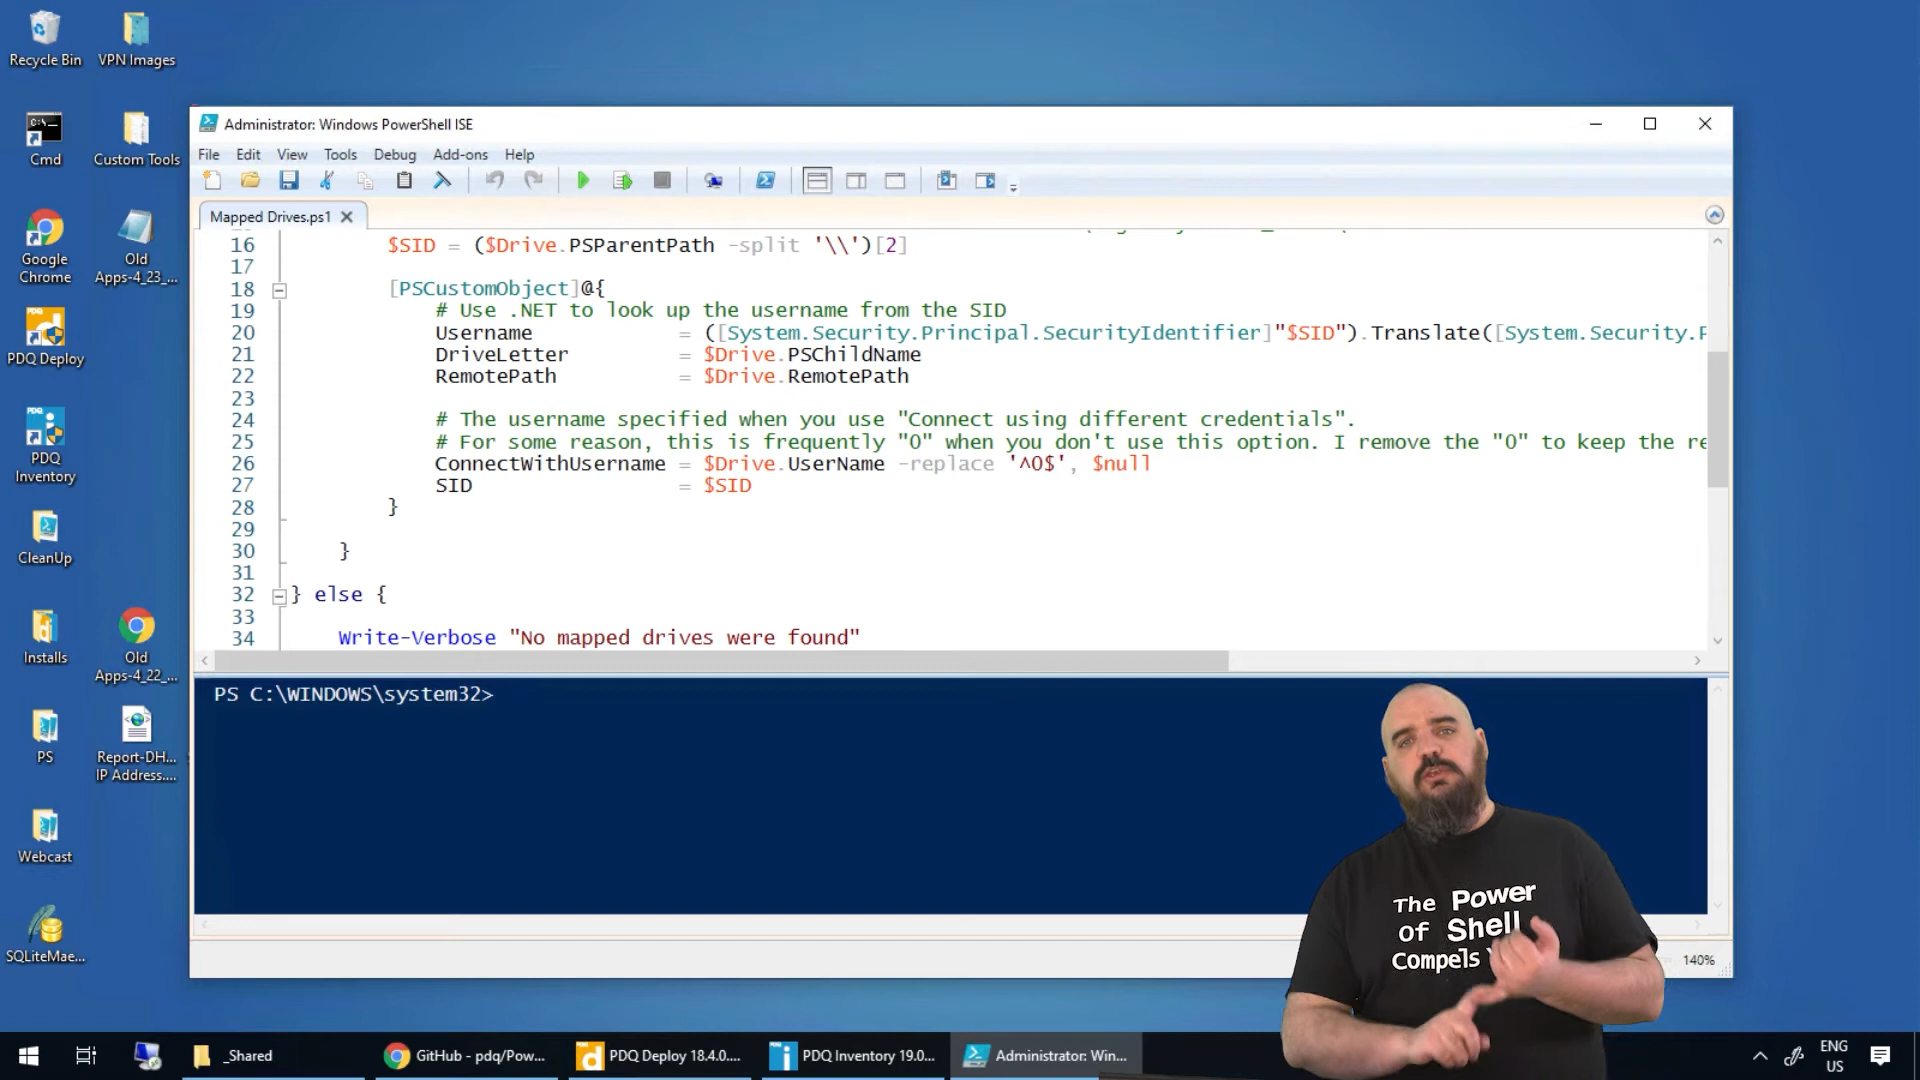 Recycle Bin
VPN Images
Cmd
Custom Tools
Google
Chrome
Old
Apps-4_23_...
PDQ Deploy
PDQ
Inventory
CleanUp
Installs
Old
Apps-4_22_...
PS
Report-DH...
IP Address....
Webcast
SQLiteMae...
Administrator: Windows PowerShell ISE
File Edit View Tools Debug Add-ons Help
Mapped Drives.ps1
16 $SID = ($Drive.PSParentPath -split '\\')[2]
17
18 [PSCustomObject]@{
19 # Use .NET to look up the username from the SID
20 Username = ([System.Security.Principal.SecurityIdentifier]"$SID").Translate([System.Security.P
21 DriveLetter = $Drive.PSChildName
22 RemotePath = $Drive.RemotePath
23
24 # The username specified when you use "Connect using different credentials".
25 # For some reason, this is frequently "0" when you don't use this option. I remove the "0" to keep the re
26 ConnectWithUsername = $Drive.UserName -replace '^0$', $null
27 SID = $SID
28 }
29
30 }
31
32 } else {
33
34 Write-Verbose "No mapped drives were found"
PS C:\WINDOWS\system32>
The Power
of Shell
Compels
140%
_Shared
GitHub - pdq/Pow...
PDQ Deploy 18.4.0....
PDQ Inventory 19.0...
Administrator: Win...
ENG
US